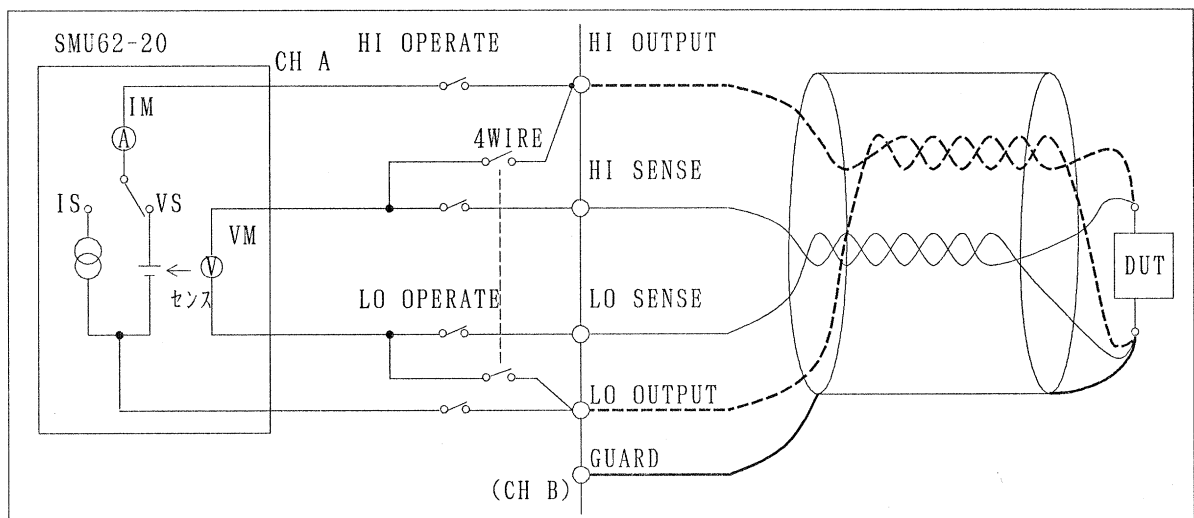 SMU62-20
HI OPERATE
HI OUTPUT
CH A
IM
A
4WIRE
HI SENSE
IS
VS
VM
V
センス
LO OPERATE
LO SENSE
DUT
LO OUTPUT
GUARD
(CH B)